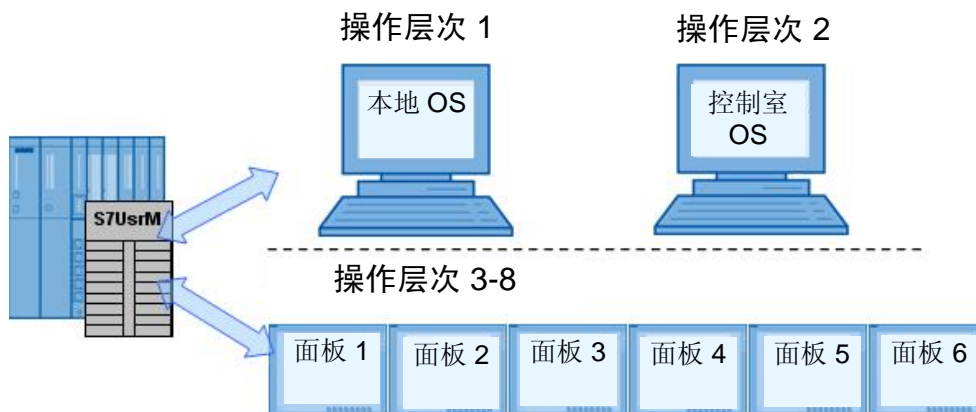 操作层次 1
操作层次 2
本地 OS
控制室
OS
S7UsrM
操作层次 3-8
面板 1
面板 2
面板 3
面板 4
面板 5
面板 6